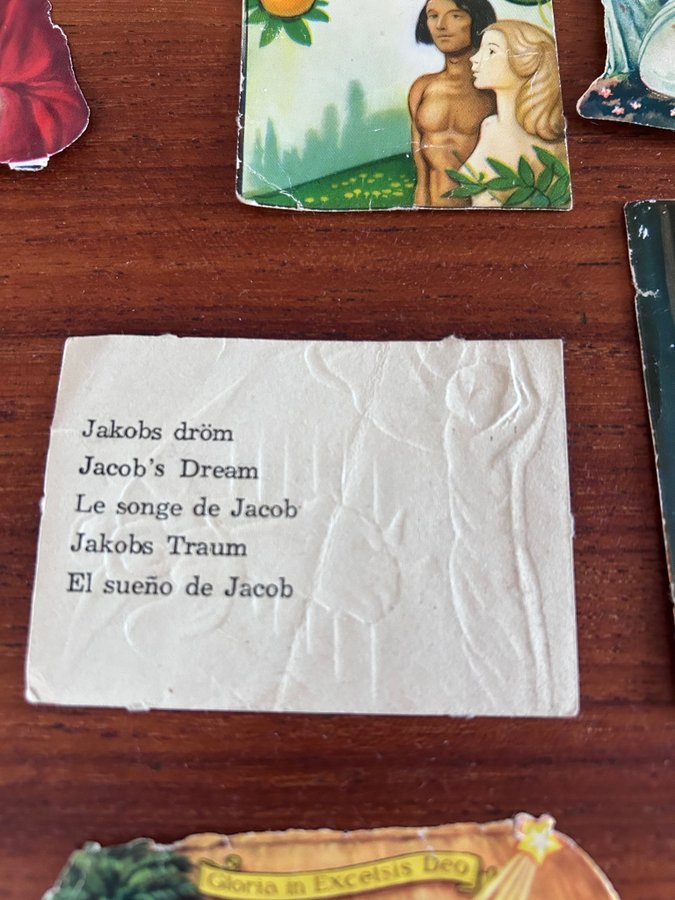 Jakobs dröm
Jacob's Dream
Le songe de Jacob
Jakobs Traum
El sueño de Jacob
Gloria in Excelsis Deo